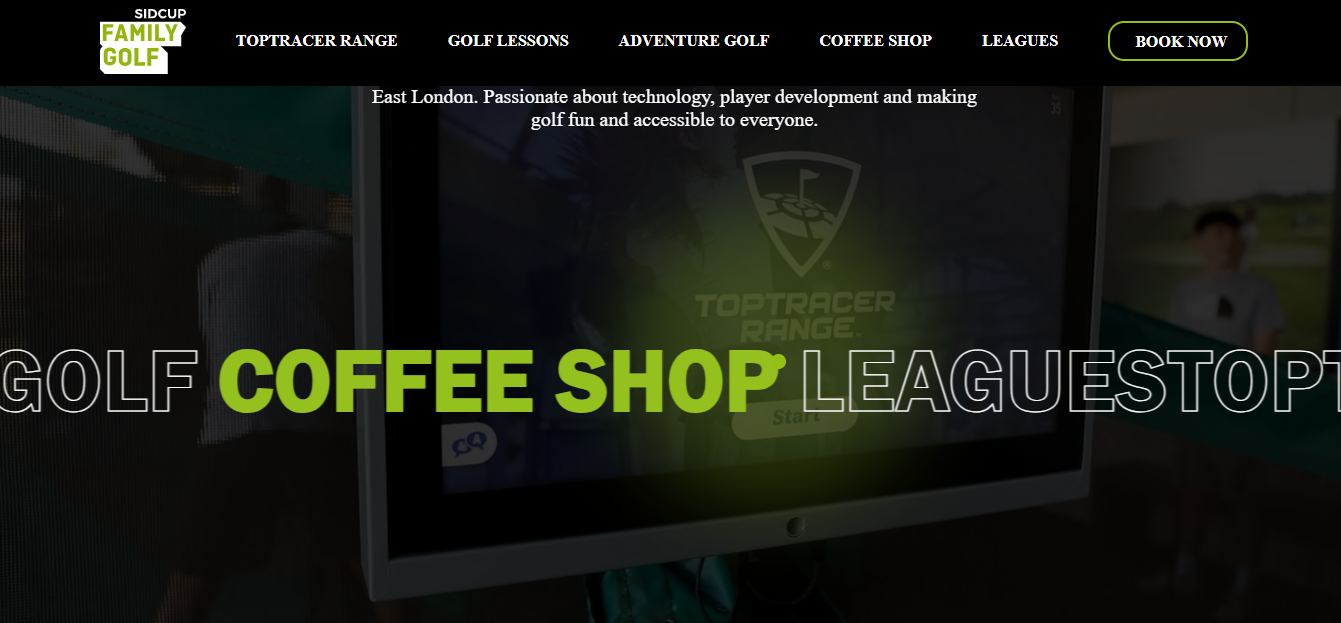 SIDCUP
FAMILY
GOLF
TOPTRACER RANGE
GOLF LESSONS
ADVENTURE GOLF
COFFEE SHOP
LEAGUES
BOOK NOW
East London. Passionate about technology, player development and making
golf fun and accessible to everyone.
35
TOPTRACER
RANGE
GOLF COFFEE SHOP LEAGUESTOPT
Start
A